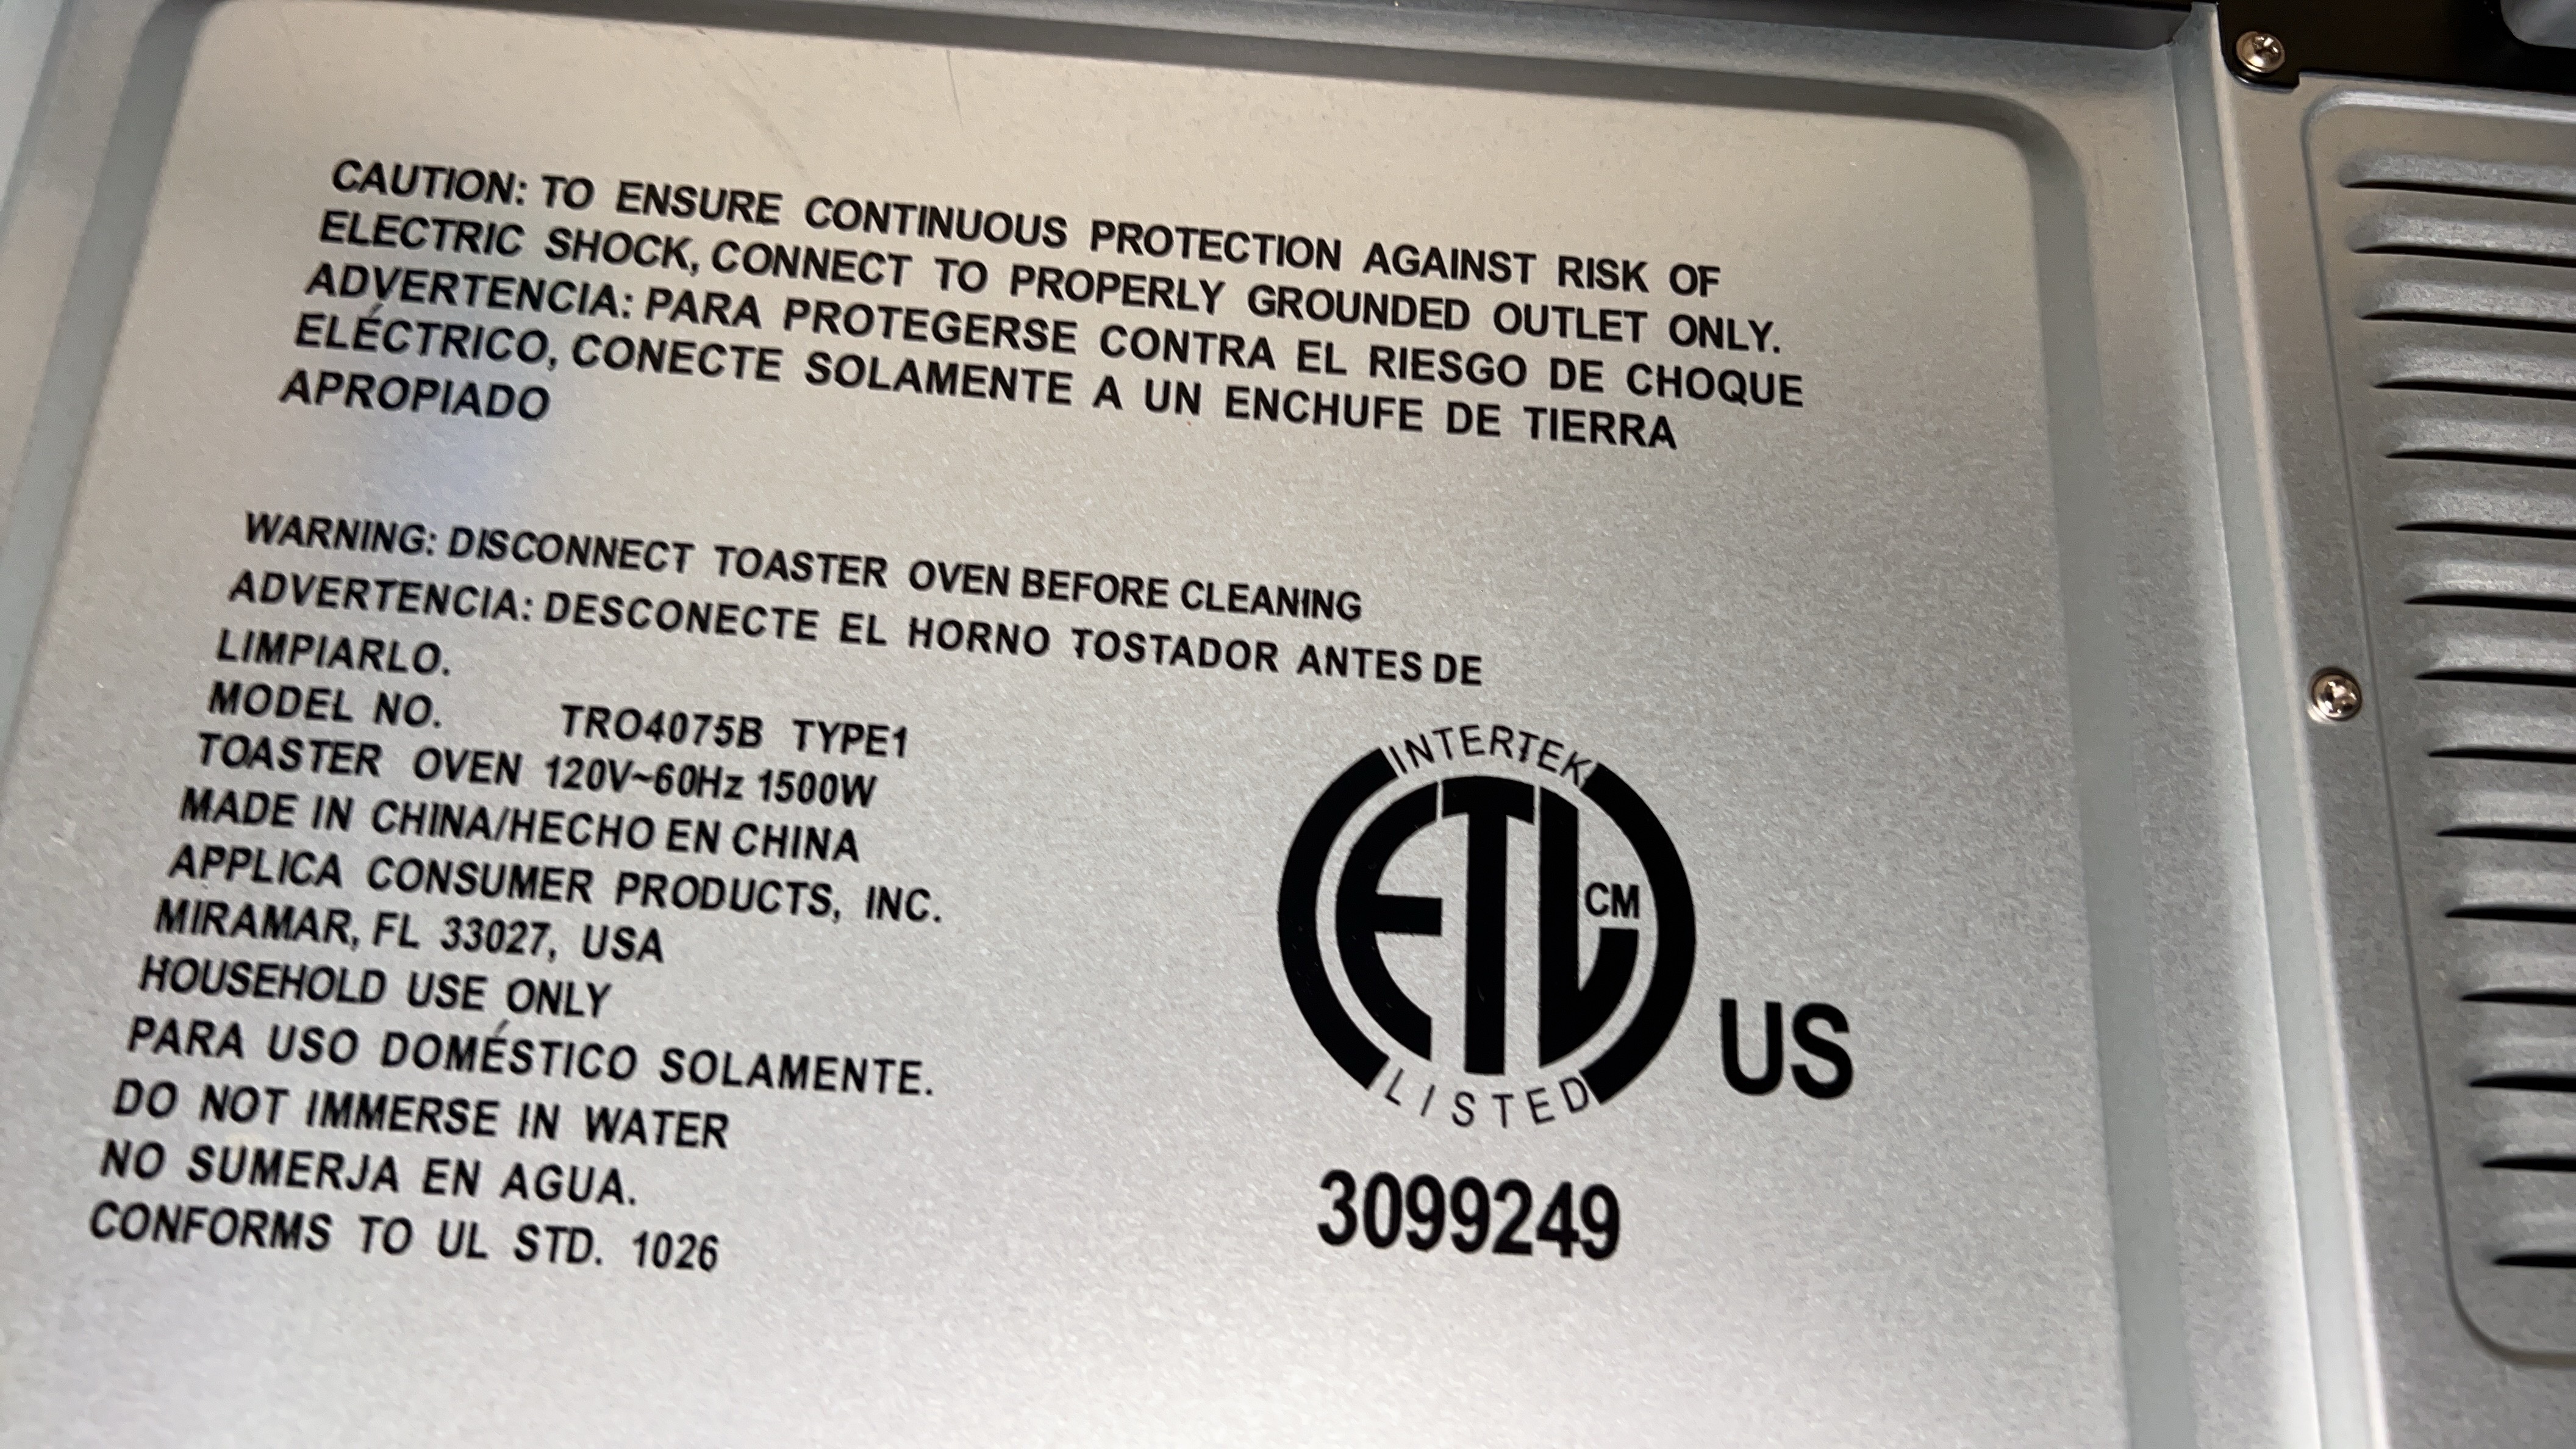 CAUTION: TO ENSURE CONTINUOUS PROTECTION AGAINST RISK OF
ELECTRIC SHOCK, CONNECT TO PROPERLY GROUNDED OUTLET ONLY.
ADVERTENCIA: PARA PROTEGERSE CONTRA EL RIESGO DE CHOQUE
ELÉCTRICO, CONECTE SOLAMENTE A UN ENCHUFE DE TIERRA
APROPIADO
WARNING: DISCONNECT TOASTER OVEN BEFORE CLEANING
ADVERTENCIA: DESCONECTE EL HORNO TOSTADOR ANTES DE
LIMPIARLO.
MODEL NO. TRO4075B TYPE1
TOASTER OVEN 120V~60Hz 1500W
MADE IN CHINA/HECHO EN CHINA
APPLICA CONSUMER PRODUCTS, INC.
MIRAMAR, FL 33027, USA
HOUSEHOLD USE ONLY
PARA USO DOMÉSTICO SOLAMENTE.
DO NOT IMMERSE IN WATER
NO SUMERJA EN AGUA.
CONFORMS TO UL STD. 1026
INTERTEK
ETL CM
LISTED
US
3099249